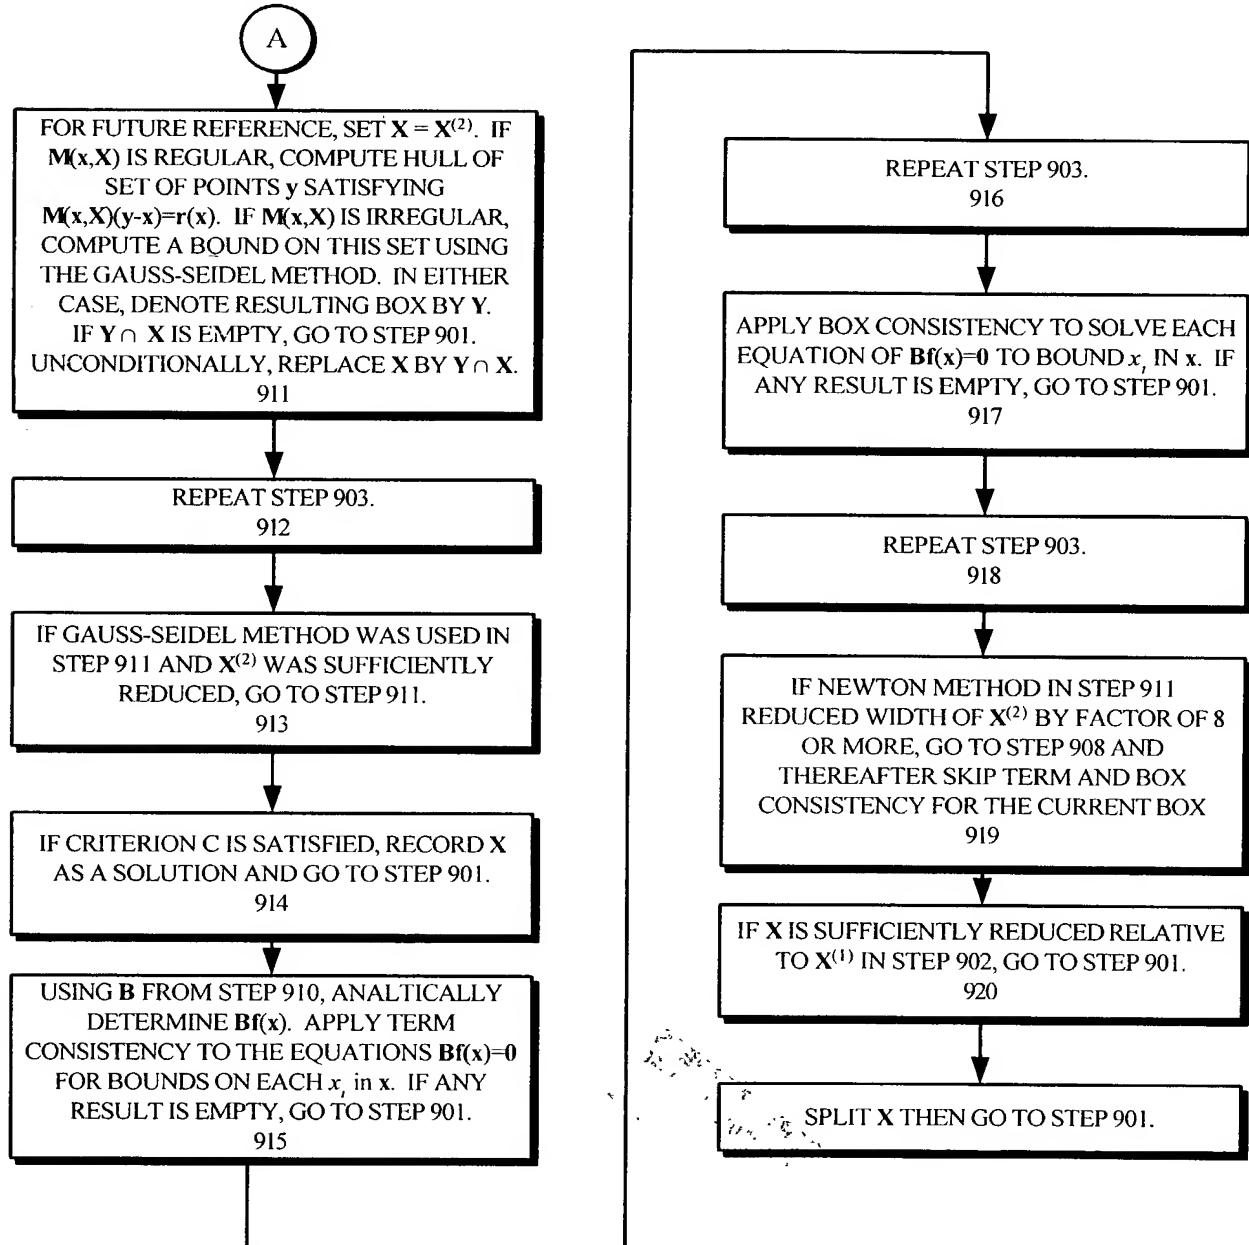 A
FOR FUTURE REFERENCE, SET X = X(2). IF
M(x,X) IS REGULAR, COMPUTE HULL OF
SET OF POINTS y SATISFYING
M(x,X)(y-x)=r(x). IF M(x,X) IS IRREGULAR,
COMPUTE A BOUND ON THIS SET USING
THE GAUSS-SEIDEL METHOD. IN EITHER
CASE, DENOTE RESULTING BOX BY Y.
IF Y ∩ X IS EMPTY, GO TO STEP 901.
UNCONDITIONALLY, REPLACE X BY Y ∩ X.
911
REPEAT STEP 903.
912
IF GAUSS-SEIDEL METHOD WAS USED IN
STEP 911 AND X(2) WAS SUFFICIENTLY
REDUCED, GO TO STEP 911.
913
IF CRITERION C IS SATISFIED, RECORD X
AS A SOLUTION AND GO TO STEP 901.
914
USING B FROM STEP 910, ANALTICALLY
DETERMINE Bf(x). APPLY TERM
CONSISTENCY TO THE EQUATIONS Bf(x)=0
FOR BOUNDS ON EACH xi in x. IF ANY
RESULT IS EMPTY, GO TO STEP 901.
915
REPEAT STEP 903.
916
APPLY BOX CONSISTENCY TO SOLVE EACH
EQUATION OF Bf(x)=0 TO BOUND xi IN x. IF
ANY RESULT IS EMPTY, GO TO STEP 901.
917
REPEAT STEP 903.
918
IF NEWTON METHOD IN STEP 911
REDUCED WIDTH OF X(2) BY FACTOR OF 8
OR MORE, GO TO STEP 908 AND
THEREAFTER SKIP TERM AND BOX
CONSISTENCY FOR THE CURRENT BOX
919
IF X IS SUFFICIENTLY REDUCED RELATIVE
TO X(1) IN STEP 902, GO TO STEP 901.
920
SPLIT X THEN GO TO STEP 901.